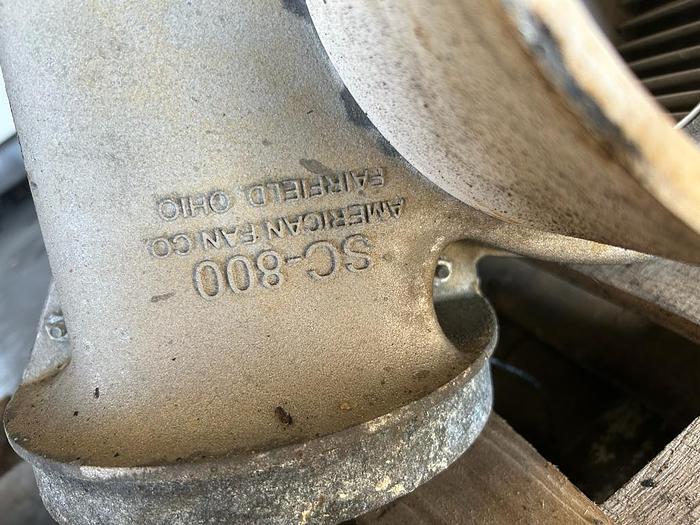 SC-800
AMERICAN FAN CO.
FAIRFIELD, OHIO